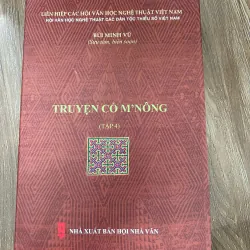 LIÊN HIỆP CÁC HỘI VĂN HỌC NGHỆ THUẬT VIỆT NAM
HỘI VĂN HỌC NGHỆ THUẬT CÁC DÂN TỘC THIỂU SỐ VIỆT NAM
BÙI MINH VŨ
(Sưu tầm, biên soạn)
TRUYỆN CỔ M'NÔNG
(TẬP 4)
NHÀ XUẤT BẢN HỘI NHÀ VĂN